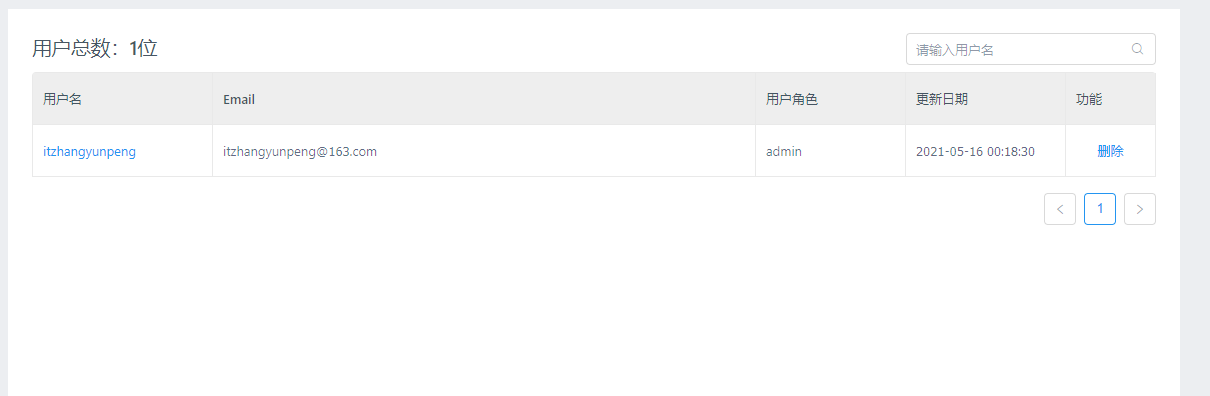 用户总数：1位
请输入用户名
用户名 Email 用户角色 更新日期 功能
itzhangyunpeng itzhangyunpeng@163.com admin 2021-05-16 00:18:30 删除
1